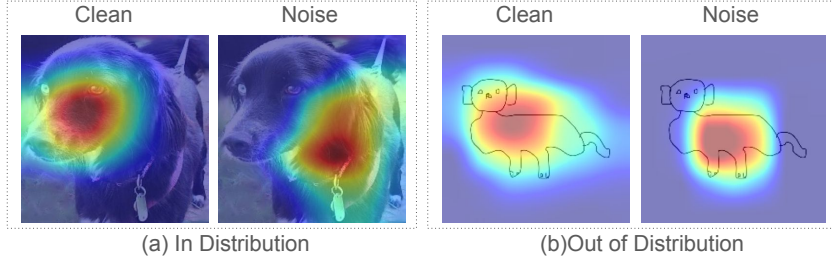 Clean Noise Clean Noise
(a) In Distribution (b)Out of Distribution